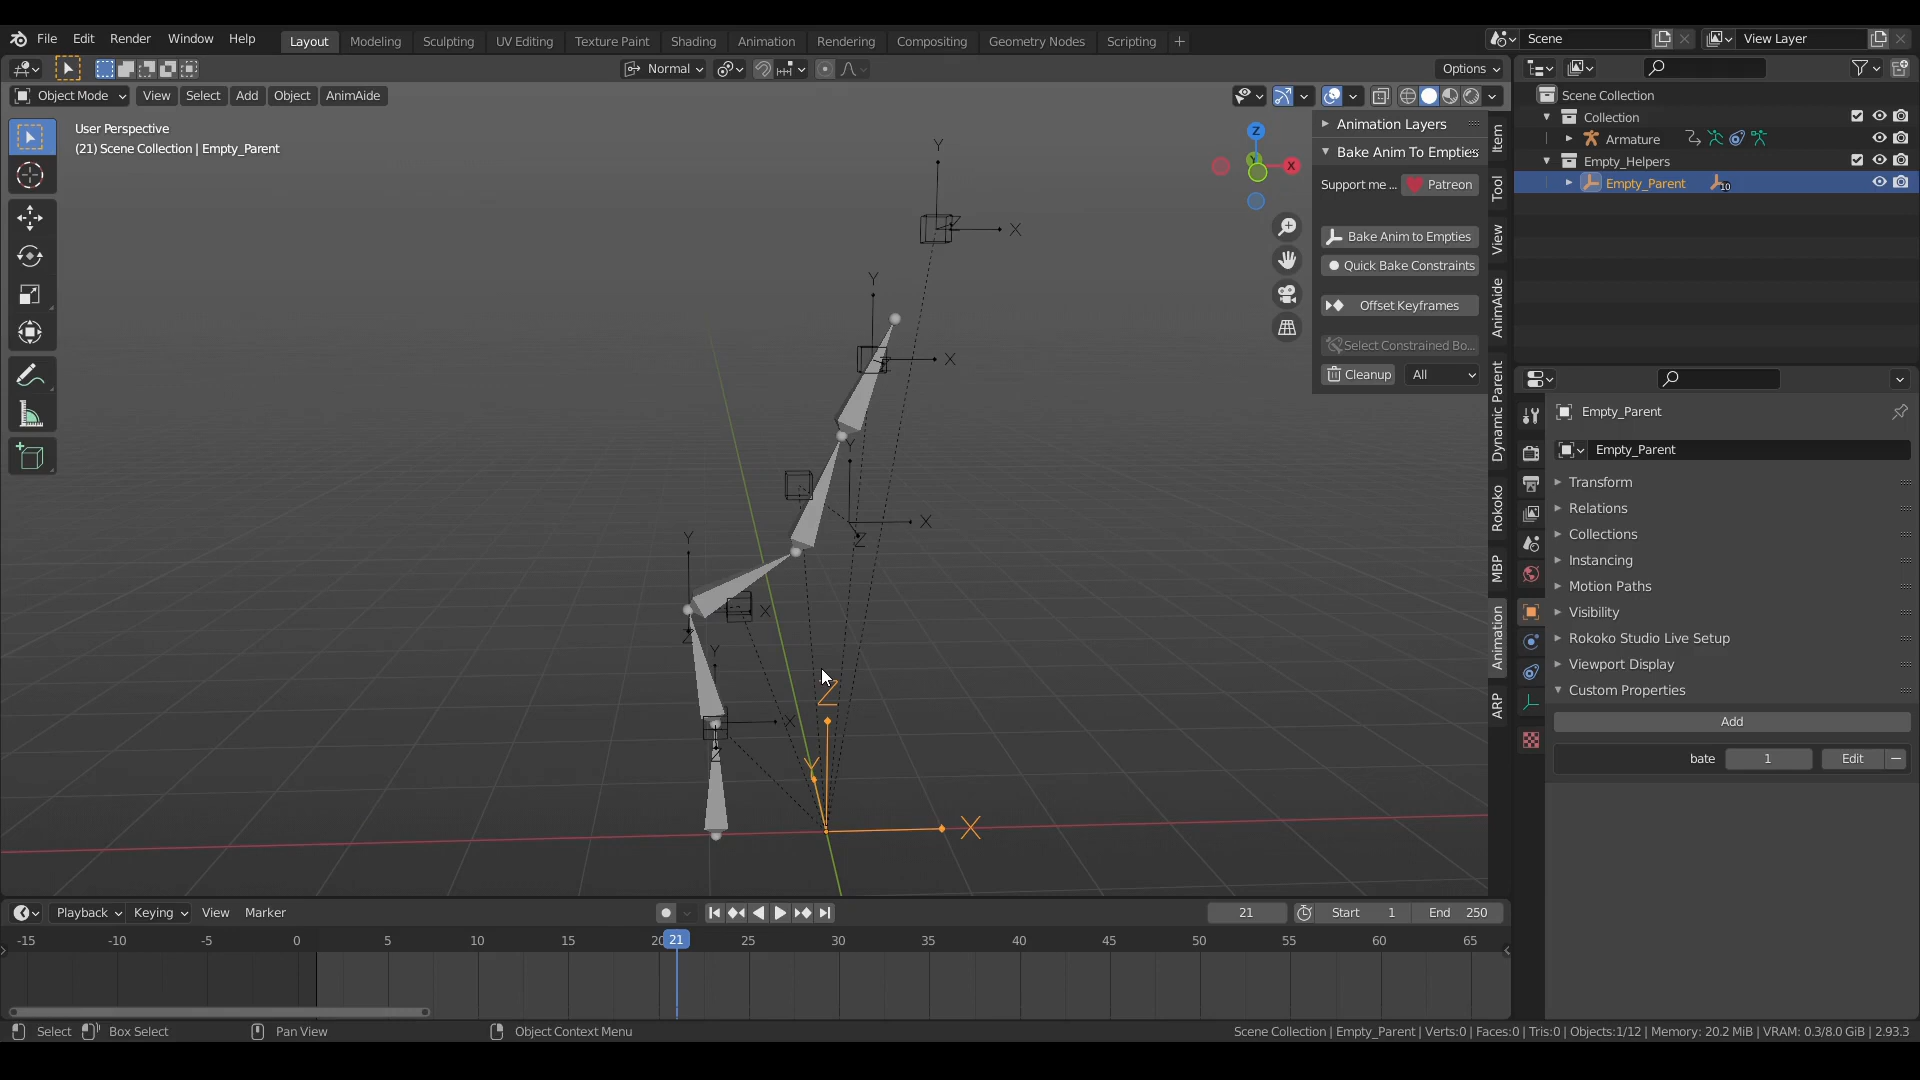 File Edit Render Window Help Layout Modeling Sculpting UV Editing Texture Paint Shading Animation Rendering Compositing Geometry Nodes Scripting + Scene View Layer
Normal Options
Object Mode View Select Add Object AnimAide
User Perspective
(21) Scene Collection | Empty_Parent
Z
X
Y
Y
X
Z
Y
X
Y
X
Z
Y
X
Z
Y
X
Z
Z
Y
X
Animation Layers
Bake Anim To Empties
Support me ... Patreon
Bake Anim to Empties
Quick Bake Constraints
Offset Keyframes
Select Constrained Bo...
Cleanup All
Item
Tool
View
AnimAide
Dynamic Parent
Rokoko
MBP
Animation
ARP
Scene Collection
Collection
Armature
Empty_Helpers
Empty_Parent 10
Empty_Parent
Empty_Parent
Transform
Relations
Collections
Instancing
Motion Paths
Visibility
Rokoko Studio Live Setup
Viewport Display
Custom Properties
Add
bate 1 Edit
Playback Keying View Marker 21 Start 1 End 250
-15 -10 -5 0 5 10 15 20 21 25 30 35 40 45 50 55 60 65
Select Box Select Pan View Object Context Menu Scene Collection | Empty_Parent | Verts:0 | Faces:0 | Tris:0 | Objects:1/12 | Memory: 20.2 MiB | VRAM: 0.3/8.0 GiB | 2.93.3